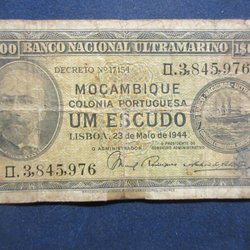 BANCO NACIONAL ULTRAMARINO
DECRETO Nº 17154
П.3,845,976
MOÇAMBIQUE
COLONIA PORTUGUESA
UM ESCUDO
LISBOA, 23 de Maio de 1944
O ADMINISTRADOR
O PRESIDENTE DO
CONSELHO ADMINISTRATIVO
П.3,845,976